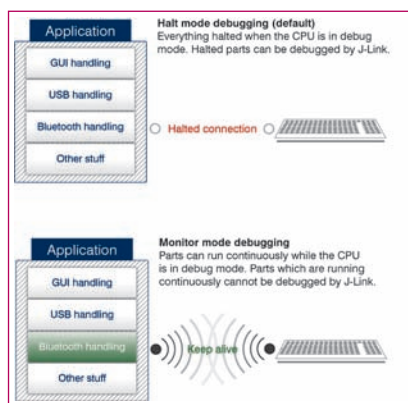 Application
GUI handling
USB handling
Bluetooth handling
Other stuff
Halt mode debugging (default)
Everything halted when the CPU is in debug
mode. Halted parts can be debugged by J-Link.
Halted connection
Application
GUI handling
USB handling
Bluetooth handling
Other stuff
Monitor mode debugging
Parts can run continuously while the CPU
is in debug mode. Parts which are running
continuously cannot be debugged by J-Link.
Keep alive